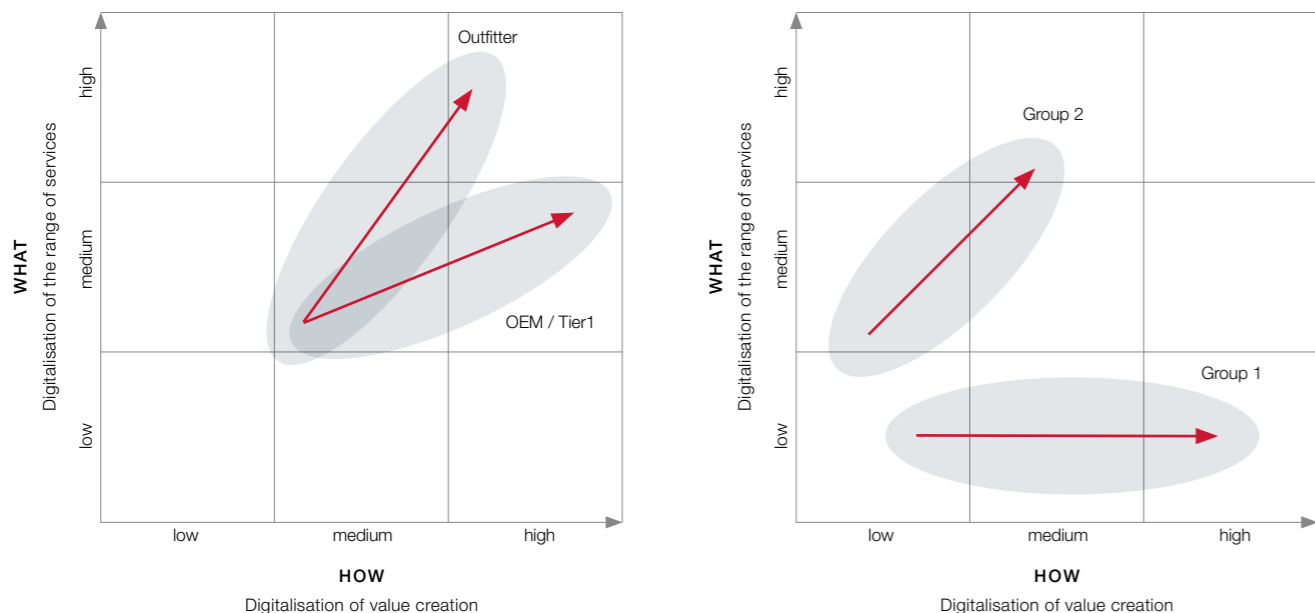 WHAT
Digitalisation of the range of services
high
medium
low
Outfitter
OEM / Tier1
low
medium
high
HOW
Digitalisation of value creation
WHAT
Digitalisation of the range of services
high
medium
low
Group 2
Group 1
low
medium
high
HOW
Digitalisation of value creation